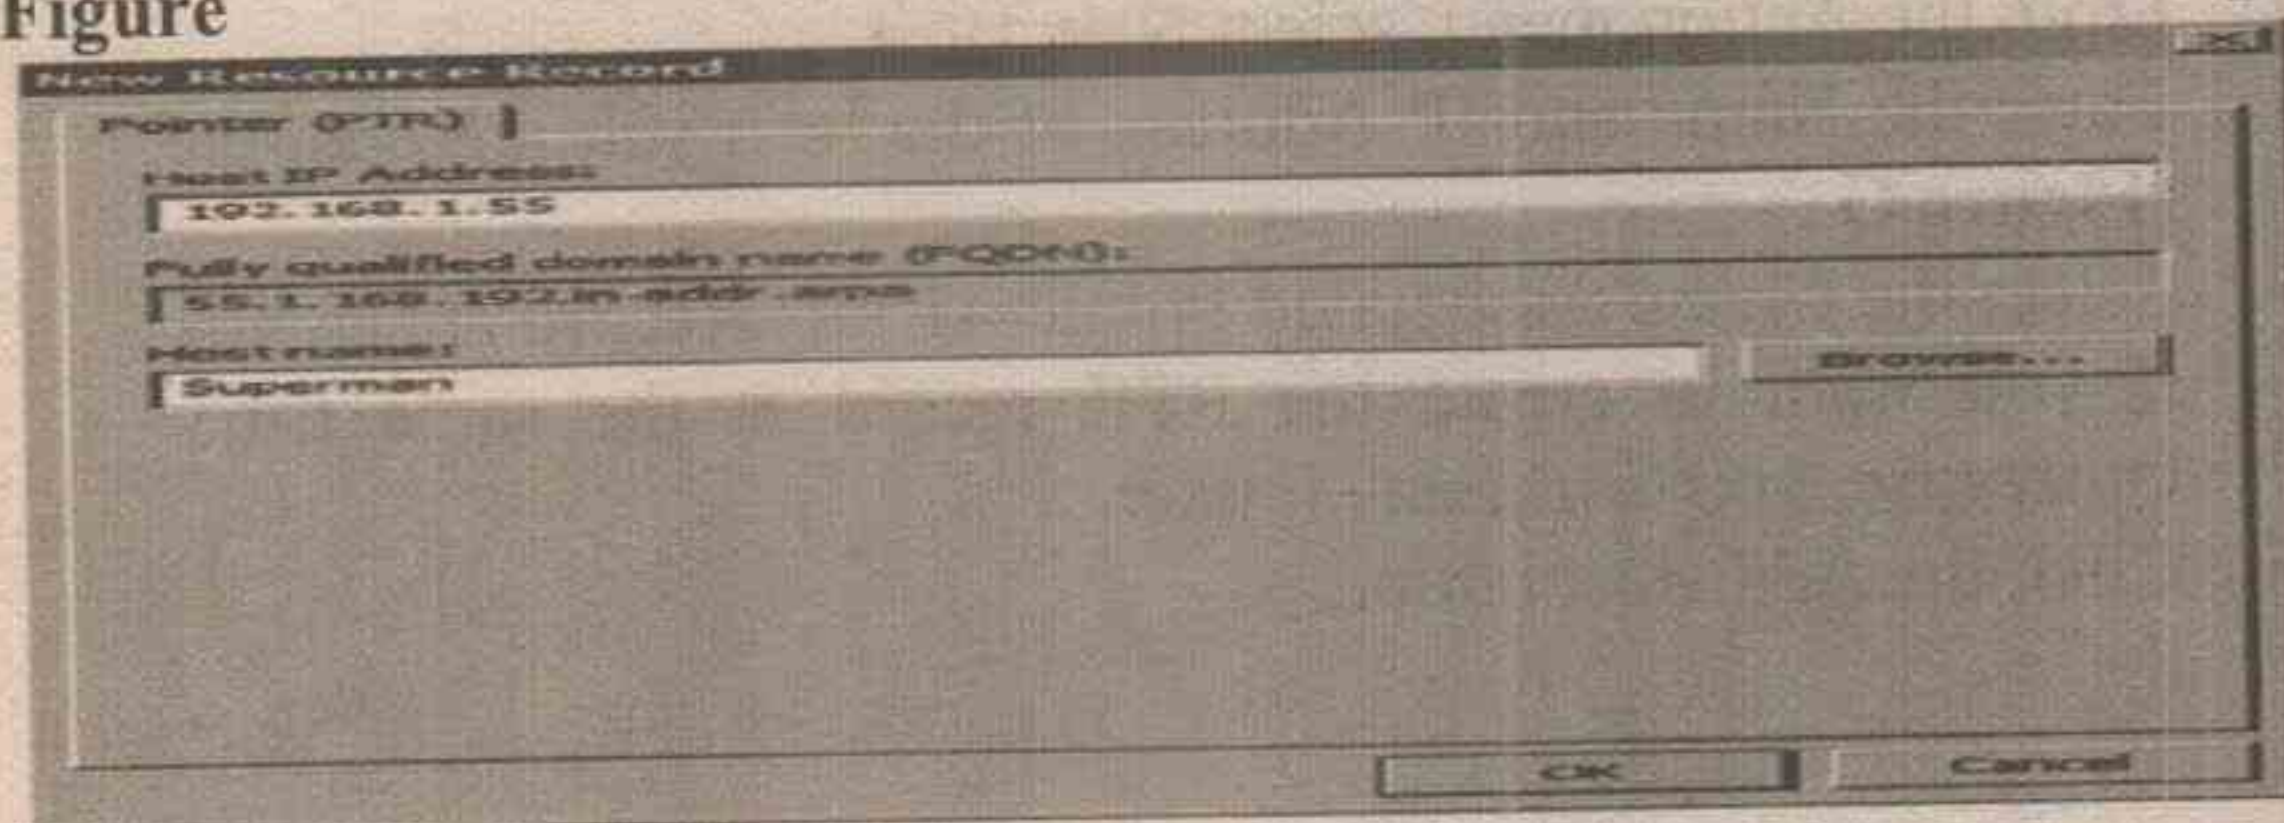 Figure
New Resource Record
Pointer (PTR)
Host IP Address:
192.168.1.55
Fully qualified domain name (FQDN):
55.1.168.192.in-addr.arpa
Host name:
Superman
Browse...
OK
Cancel